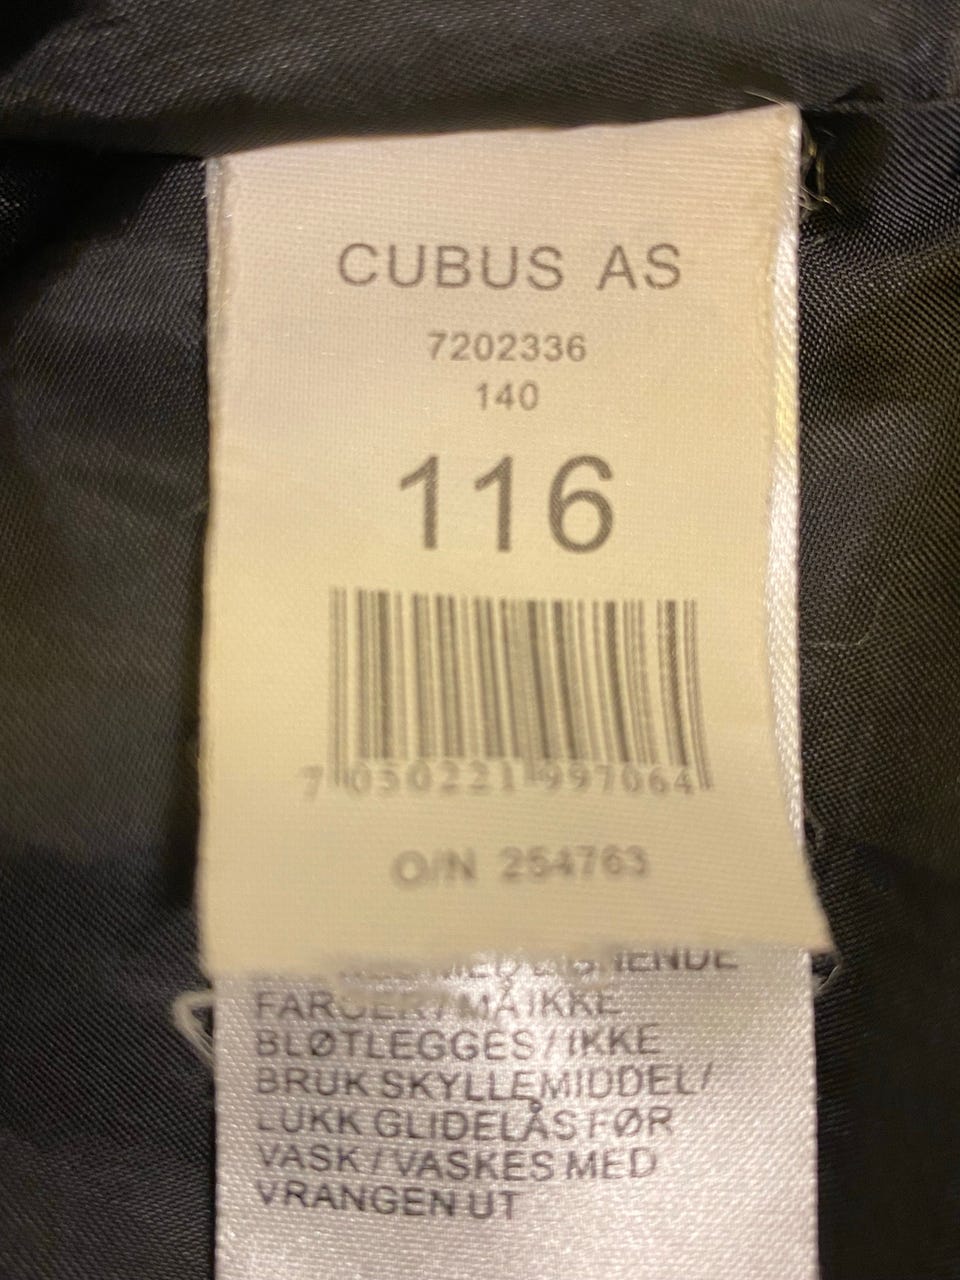 CUBUS AS
7202336
140
116
7 050221 997064
O/N 254763
FARGER / MÅ IKKE
BLØTLEGGES / IKKE
BRUK SKYLLEMIDDEL /
LUKK GLIDELÅS FØR
VASK / VASKES MED
VRANGEN UT